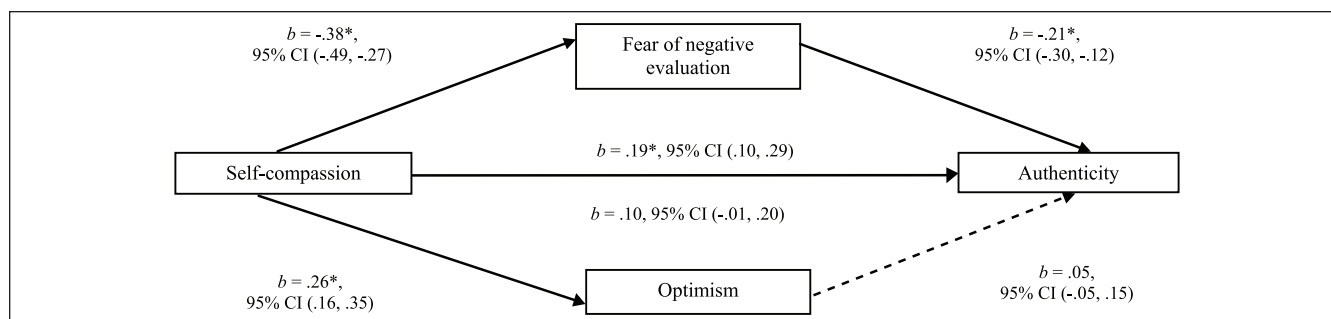 b = -.38*,
95% CI (-.49, -.27)
Fear of negative
evaluation
b = -.21*,
95% CI (-.30, -.12)
b = .19*, 95% CI (.10, .29)
Self-compassion
Authenticity
b = .10, 95% CI (-.01, .20)
b = .26*,
95% CI (.16, .35)
Optimism
b = .05,
95% CI (-.05, .15)